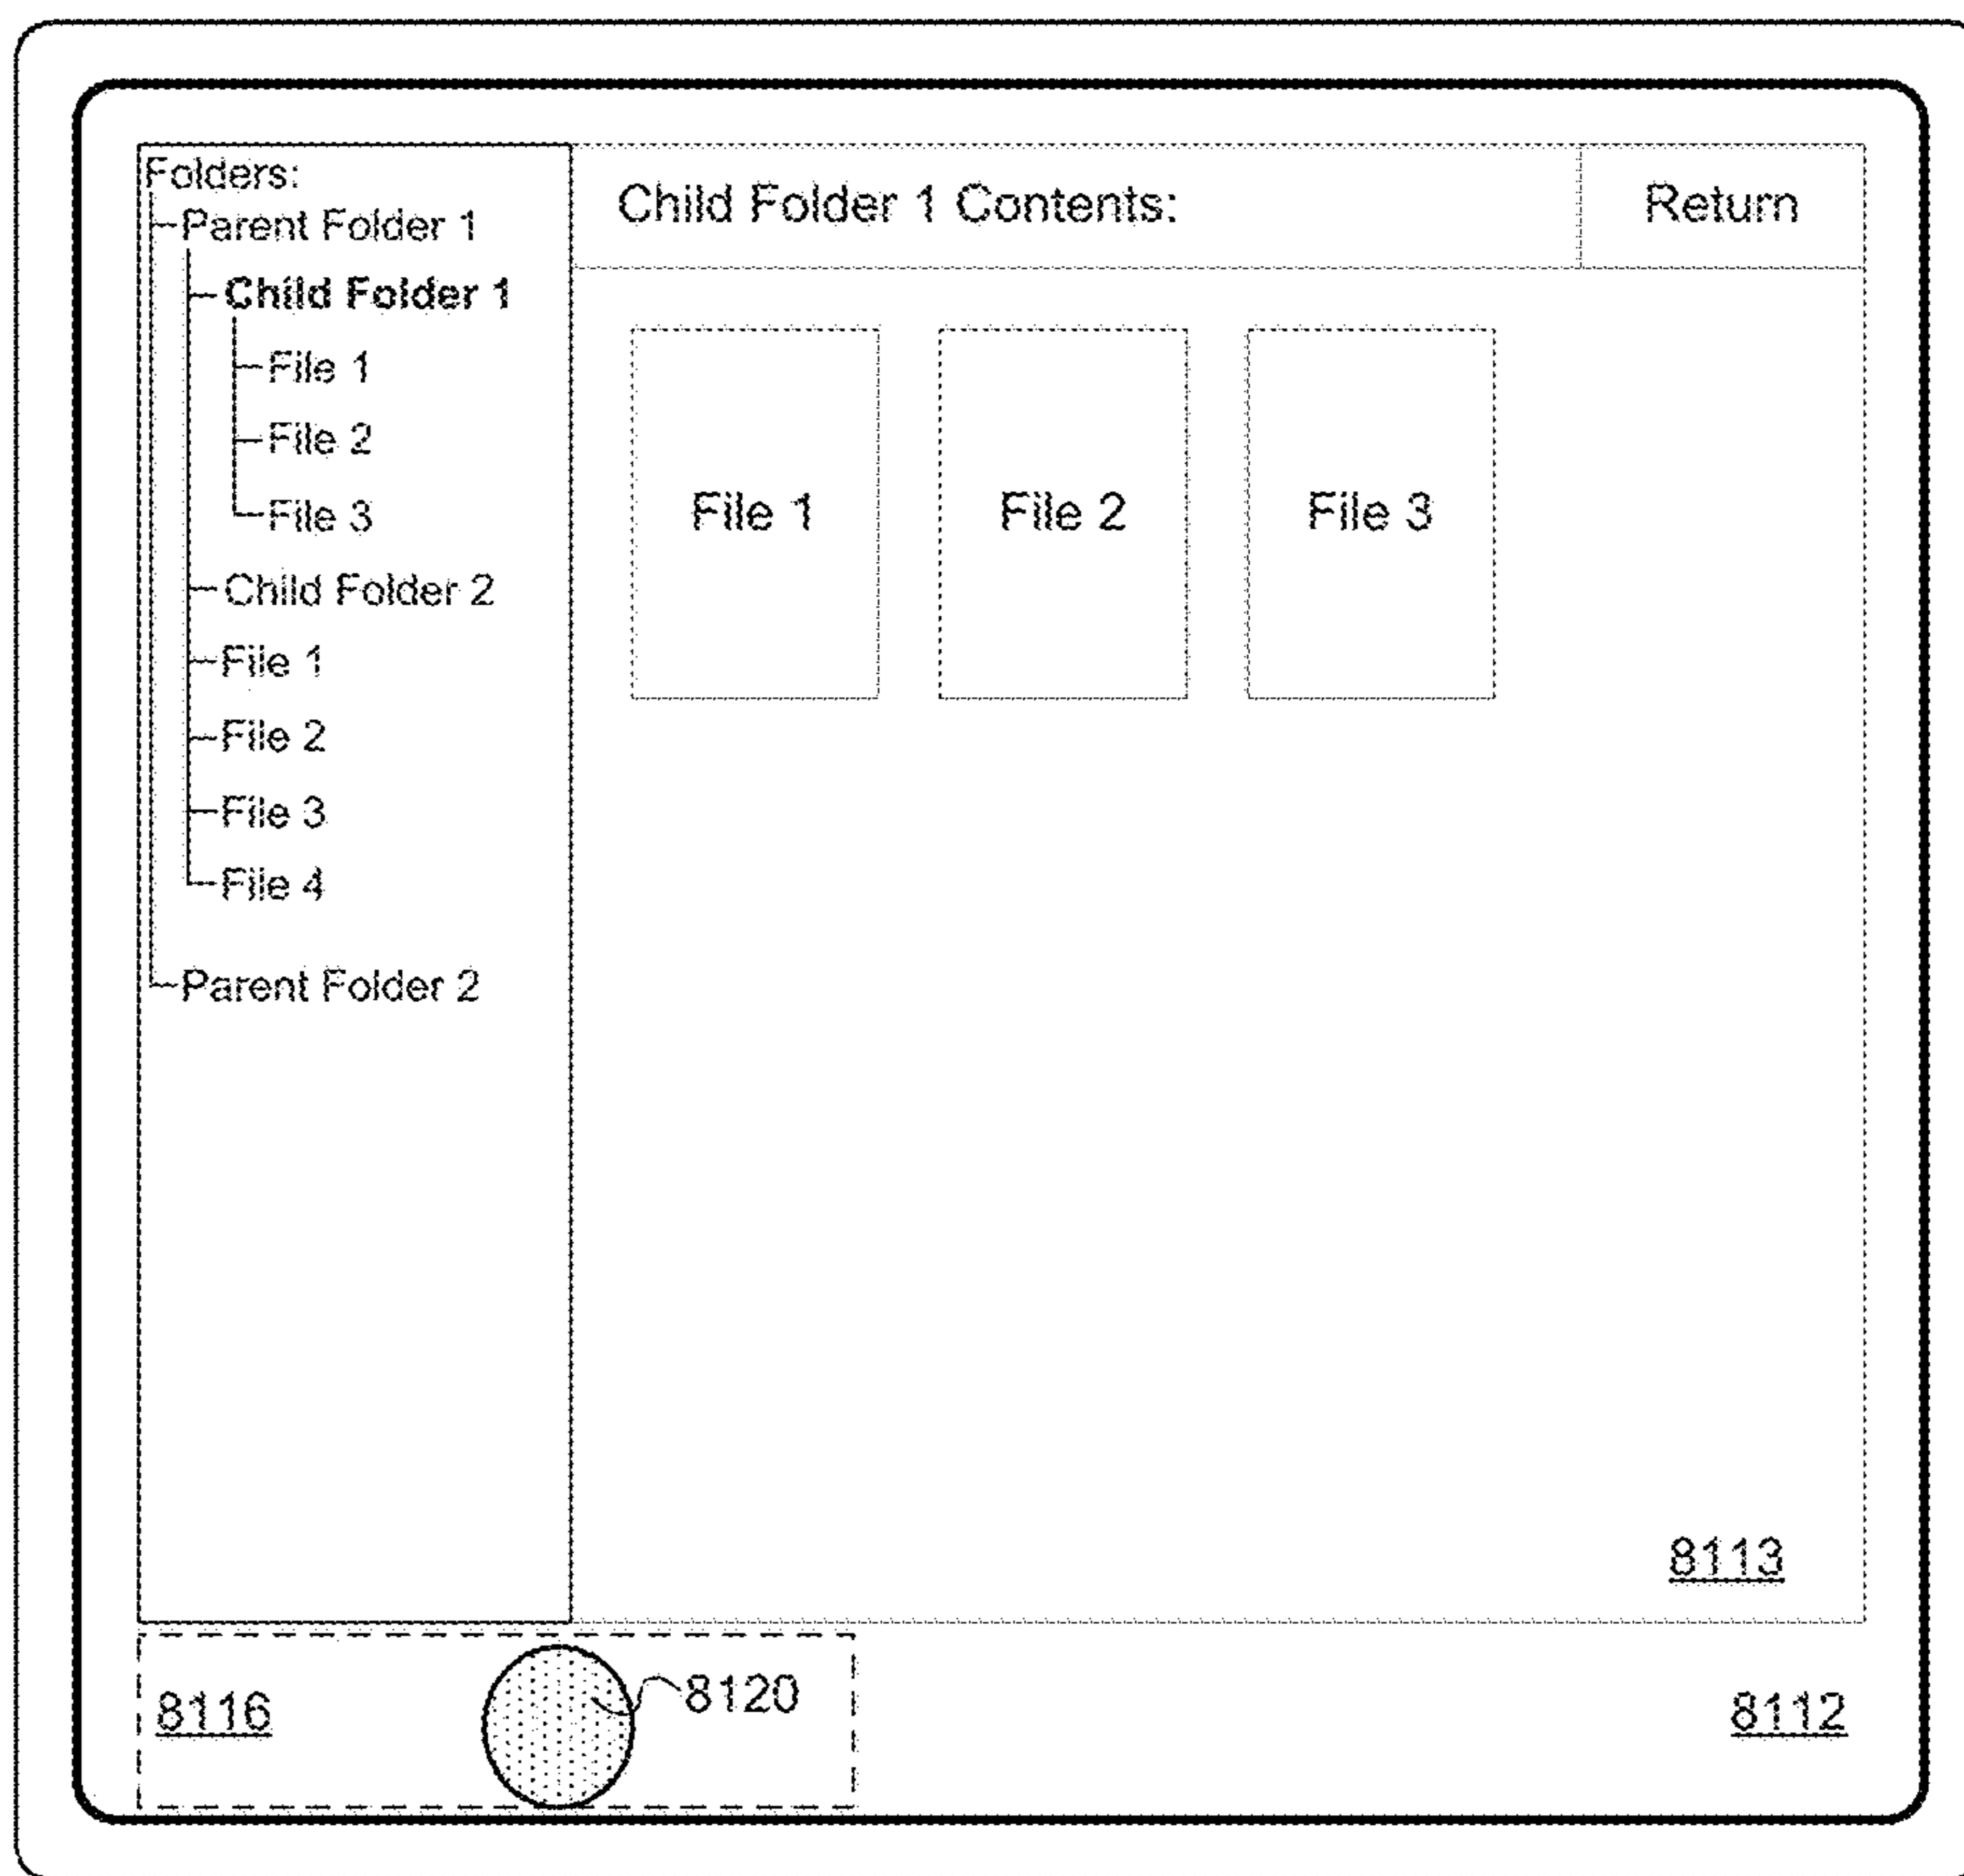 Folders:
Parent Folder 1
Child Folder 1
File 1
File 2
File 3
Child Folder 2
File 1
File 2
File 3
File 4
Parent Folder 2
Child Folder 1 Contents:
Return
File 1
File 2
File 3
8113
8116
8120
8112